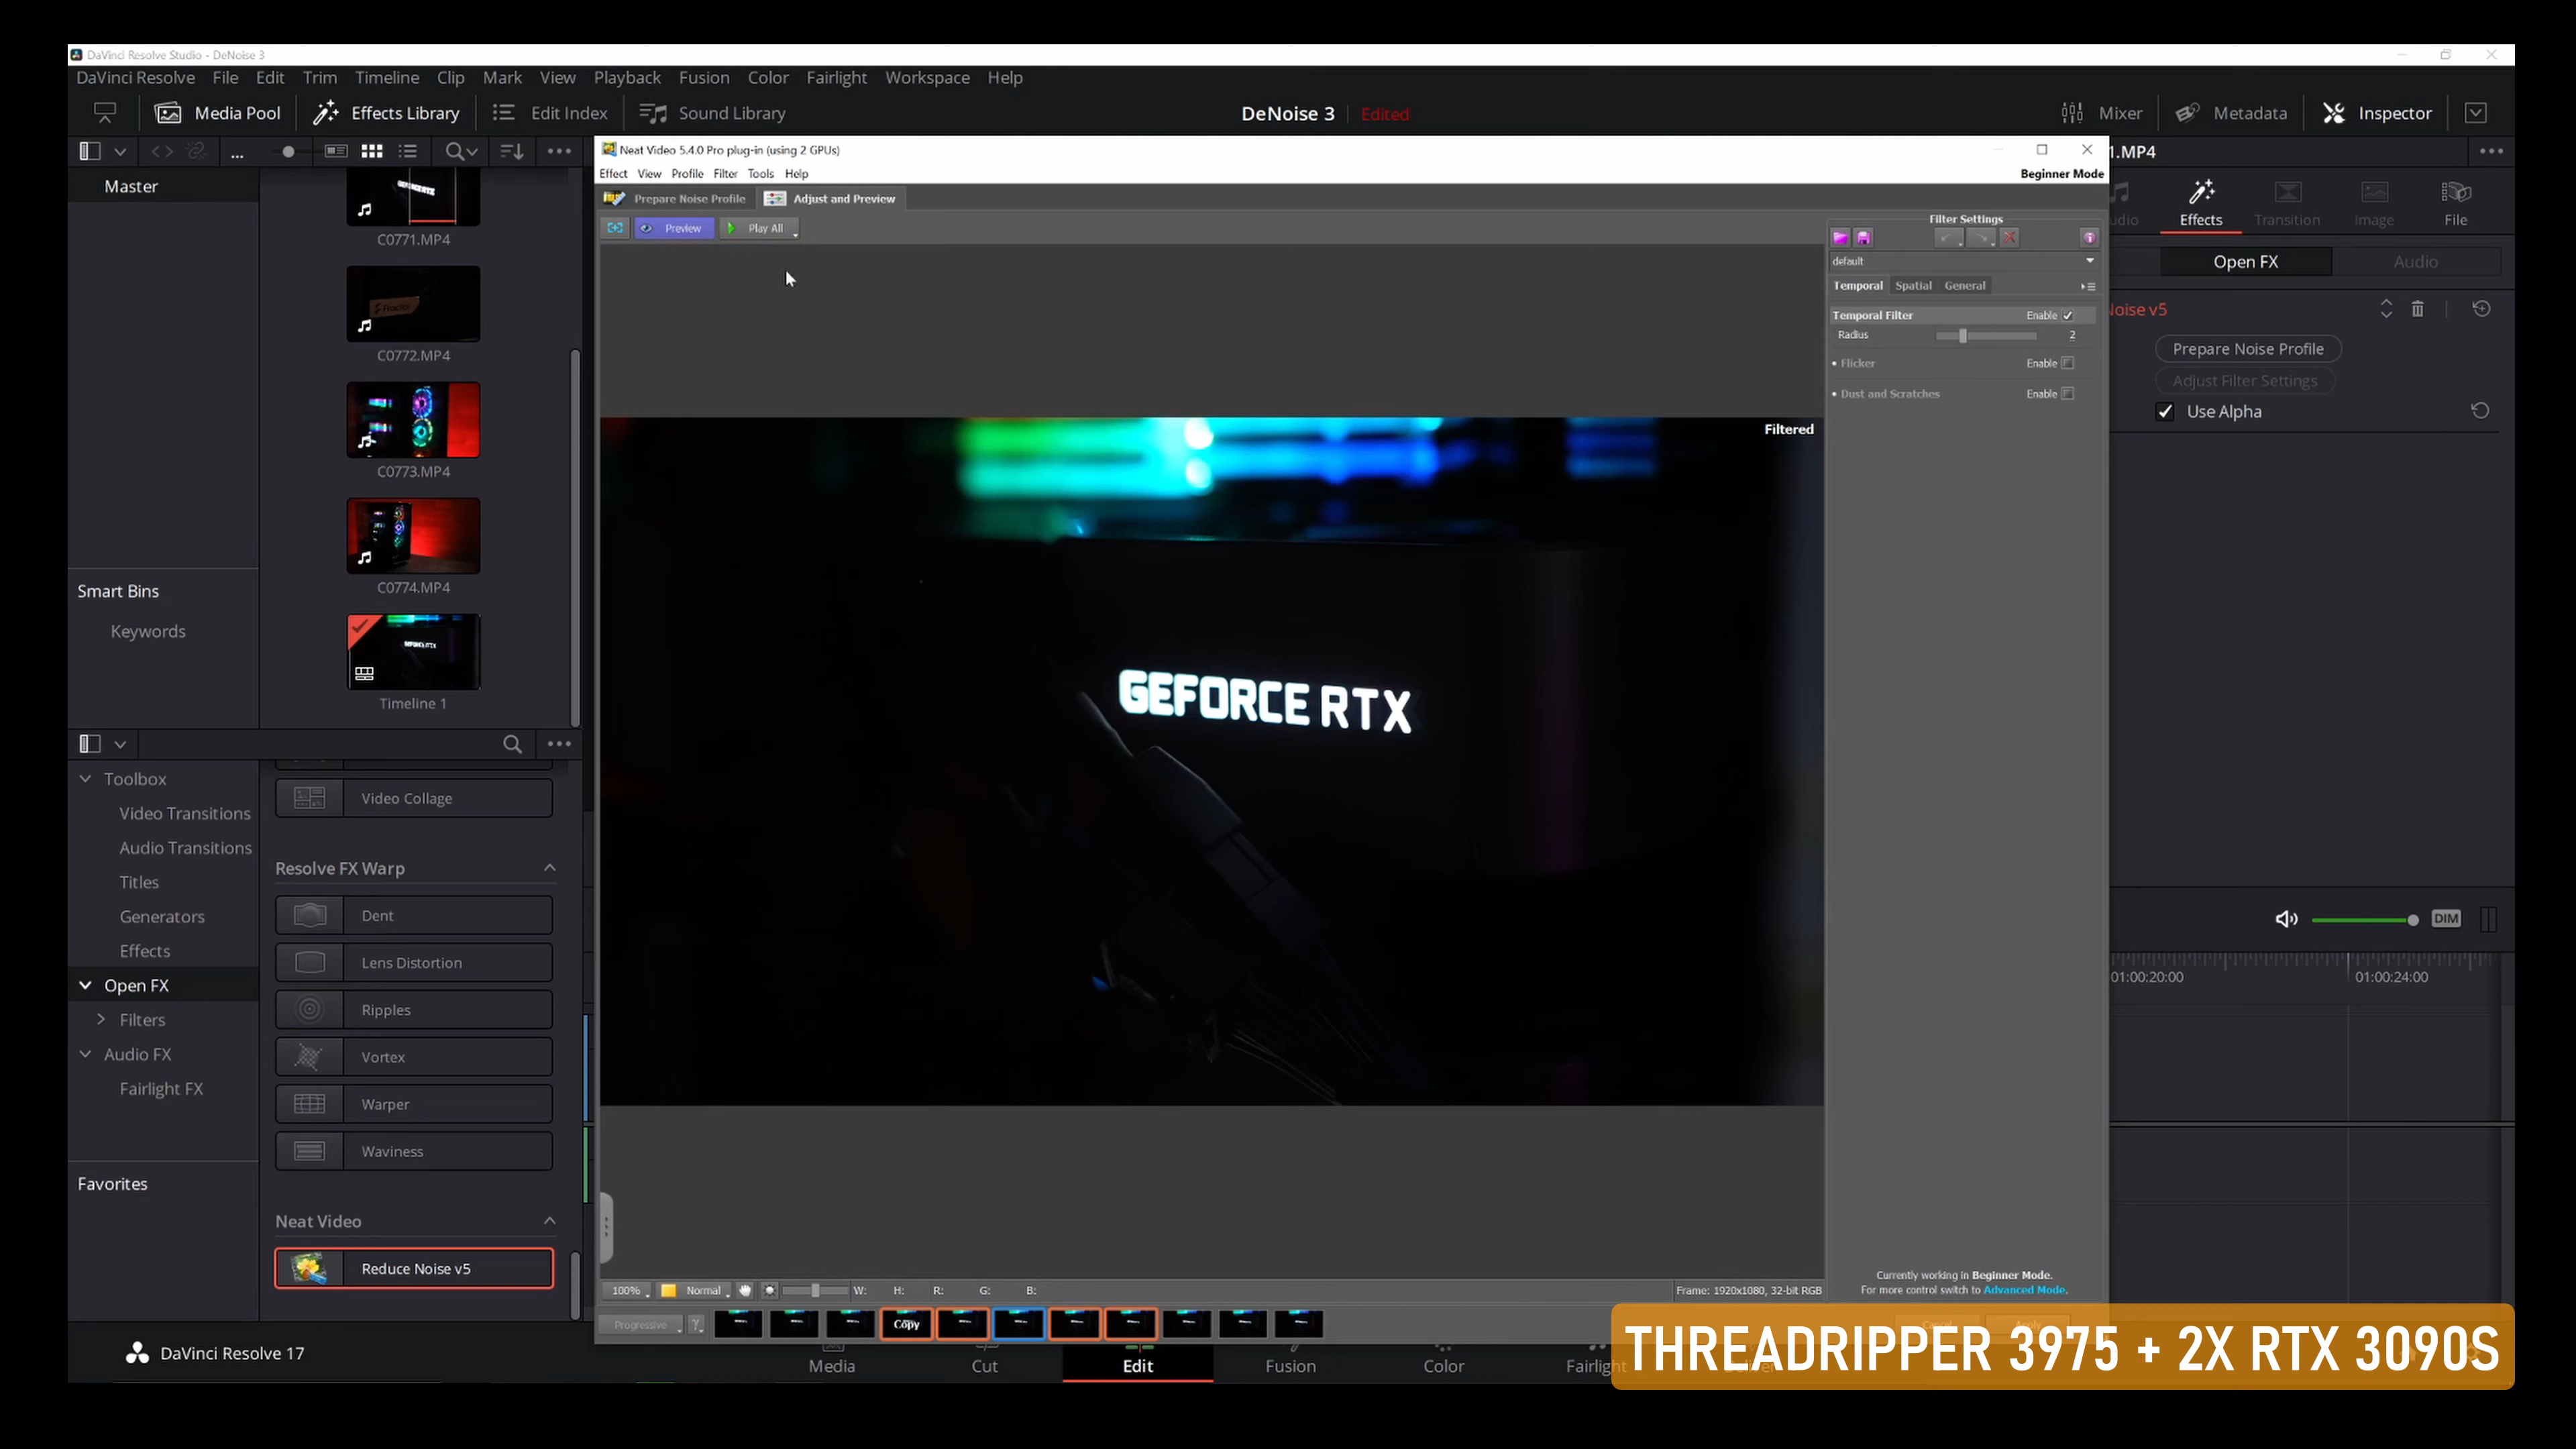 DaVinci Resolve Studio - DeNoise 3
DaVinci Resolve File Edit Trim Timeline Clip Mark View Playback Fusion Color Fairlight Workspace Help
Media Pool Effects Library Edit Index Sound Library DeNoise 3 Edited Mixer Metadata Inspector
Neat Video 5.4.0 Pro plug-in (using 2 GPUs)
1.MP4
Effect View Profile Filter Tools Help Beginner Mode
Master
Prepare Noise Profile Adjust and Preview
Preview Play All
Filter Settings
Effects Transition Image File
C0771.MP4
default
Open FX Audio
Temporal Spatial General
Temporal Filter Enable
Radius 2
Flicker Enable
Dust and Scratches Enable
Noise v5
Prepare Noise Profile
Adjust Filter Settings
Use Alpha
C0772.MP4
C0773.MP4
C0774.MP4
Timeline 1
Filtered
GEFORCE RTX
Smart Bins
Keywords
Toolbox
Video Transitions
Audio Transitions
Titles
Generators
Effects
Open FX
Filters
Audio FX
Fairlight FX
Favorites
Video Collage
Resolve FX Warp
Dent
Lens Distortion
Ripples
Vortex
Warper
Waviness
Neat Video
Reduce Noise v5
DIM
01:00:20:00 01:00:24:00
Currently working in Beginner Mode.
For more control switch to Advanced Mode.
100% Normal W: H: R: G: B: Frame: 1920x1080, 32-bit RGB
Progressive Copy
Cancel Apply
DaVinci Resolve 17
Media Cut Edit Fusion Color Fairlight
THREADRIPPER 3975 + 2X RTX 3090S